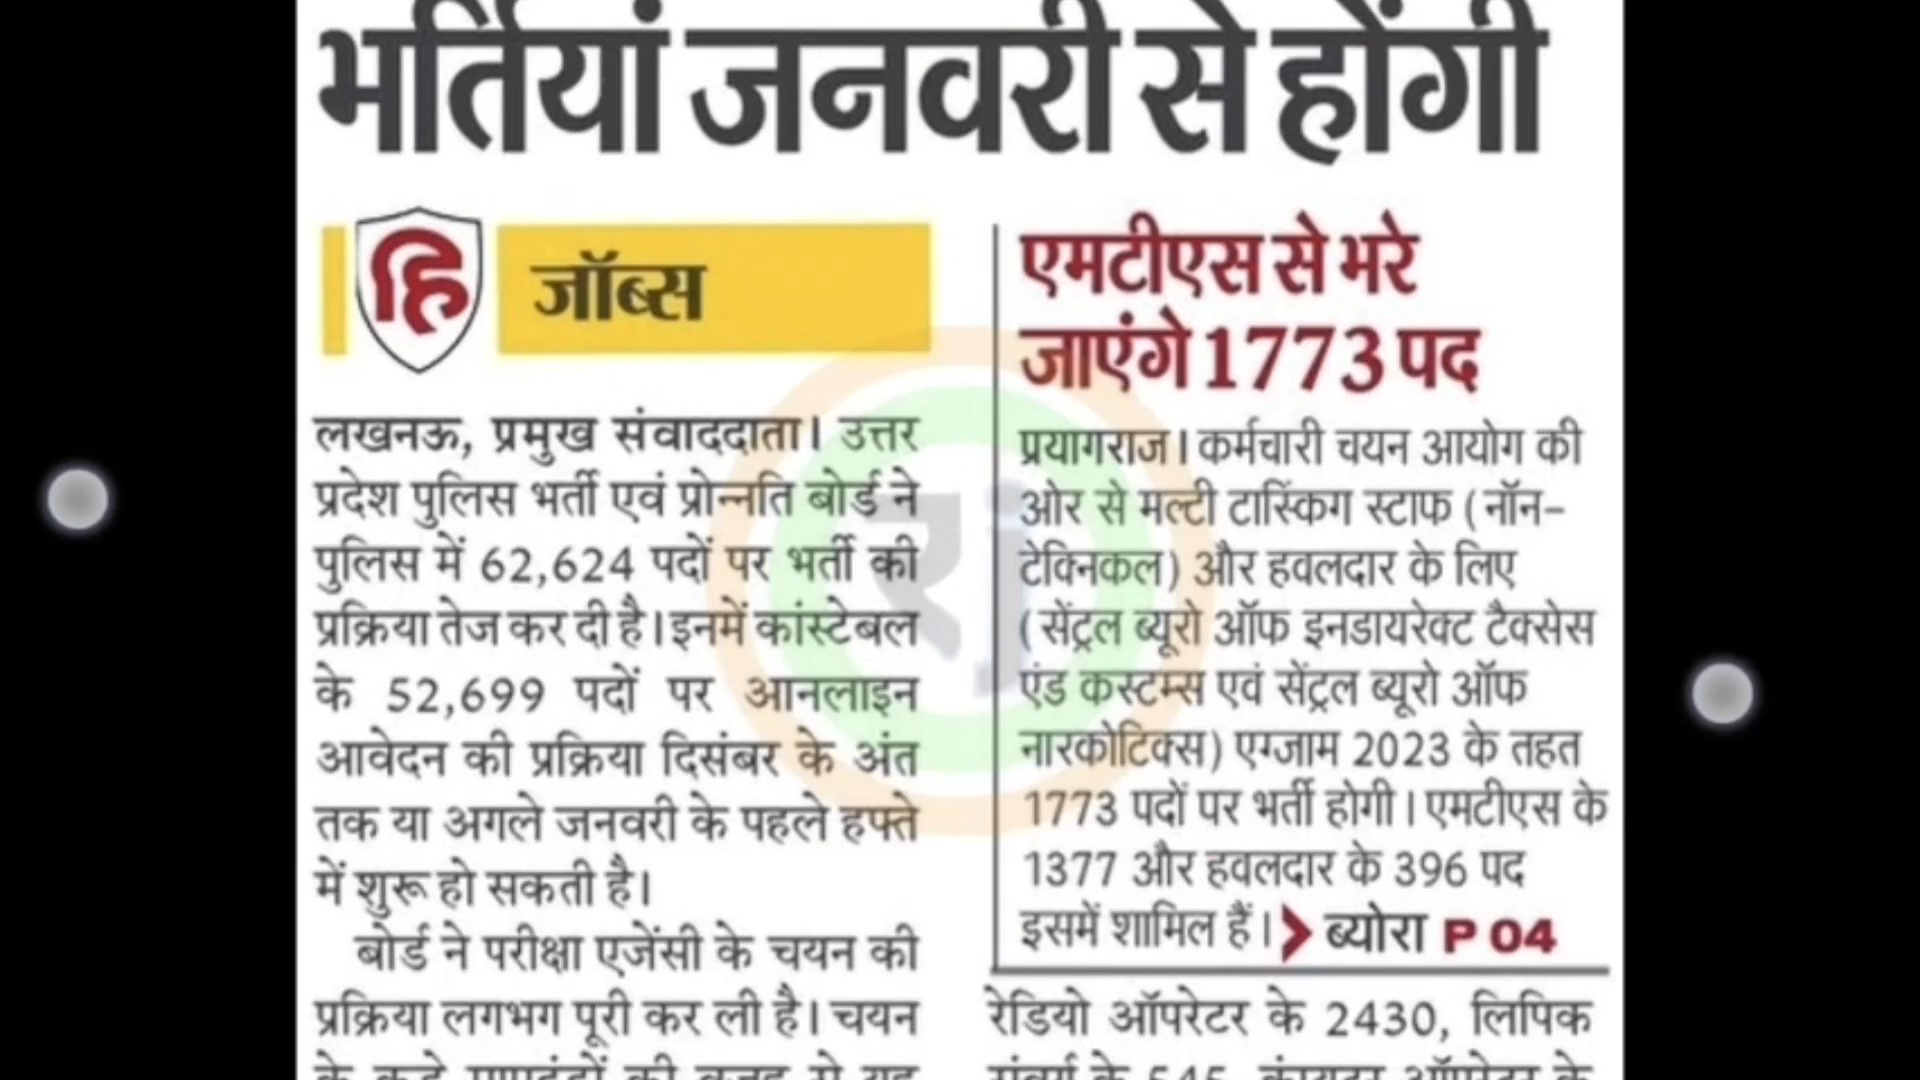 भर्तियां जनवरी से होंगी
हि जॉब्स
लखनऊ, प्रमुख संवाददाता। उत्तर
प्रदेश पुलिस भर्ती एवं प्रोन्नति बोर्ड ने
पुलिस में 62,624 पदों पर भर्ती की
प्रक्रिया तेज कर दी है। इनमें कांस्टेबल
के 52,699 पदों पर आनलाइन
आवेदन की प्रक्रिया दिसंबर के अंत
तक या अगले जनवरी के पहले हफ्ते
में शुरू हो सकती है।
बोर्ड ने परीक्षा एजेंसी के चयन की
प्रक्रिया लगभग पूरी कर ली है। चयन
एमटीएस से भरे
जाएंगे 1773 पद
प्रयागराज। कर्मचारी चयन आयोग की
ओर से मल्टी टास्किंग स्टाफ (नॉन-
टेक्निकल) और हवलदार के लिए
(सेंट्रल ब्यूरो ऑफ इनडायरेक्ट टैक्सेस
एंड कस्टम्स एवं सेंट्रल ब्यूरो ऑफ
नारकोटिक्स) एग्जाम 2023 के तहत
1773 पदों पर भर्ती होगी। एमटीएस के
1377 और हवलदार के 396 पद
इसमें शामिल हैं। ब्योरा P 04
रेडियो ऑपरेटर के 2430, लिपिक